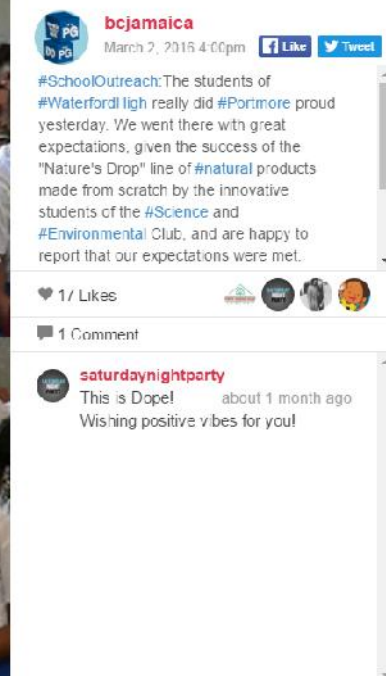 bcjamaica
March 2, 2016 4:00pm Like Tweet
#SchoolOutreach:The students of
#WaterfordHigh really did #Portmore proud
yesterday. We went there with great
expectations, given the success of the
"Nature's Drop" line of #natural products
made from scratch by the innovative
students of the #Science and
#Environmental Club, and are happy to
report that our expectations were met.
17 Likes
1 Comment
saturdaynightparty
This is Dope! about 1 month ago
Wishing positive vibes for you!
PG
PG